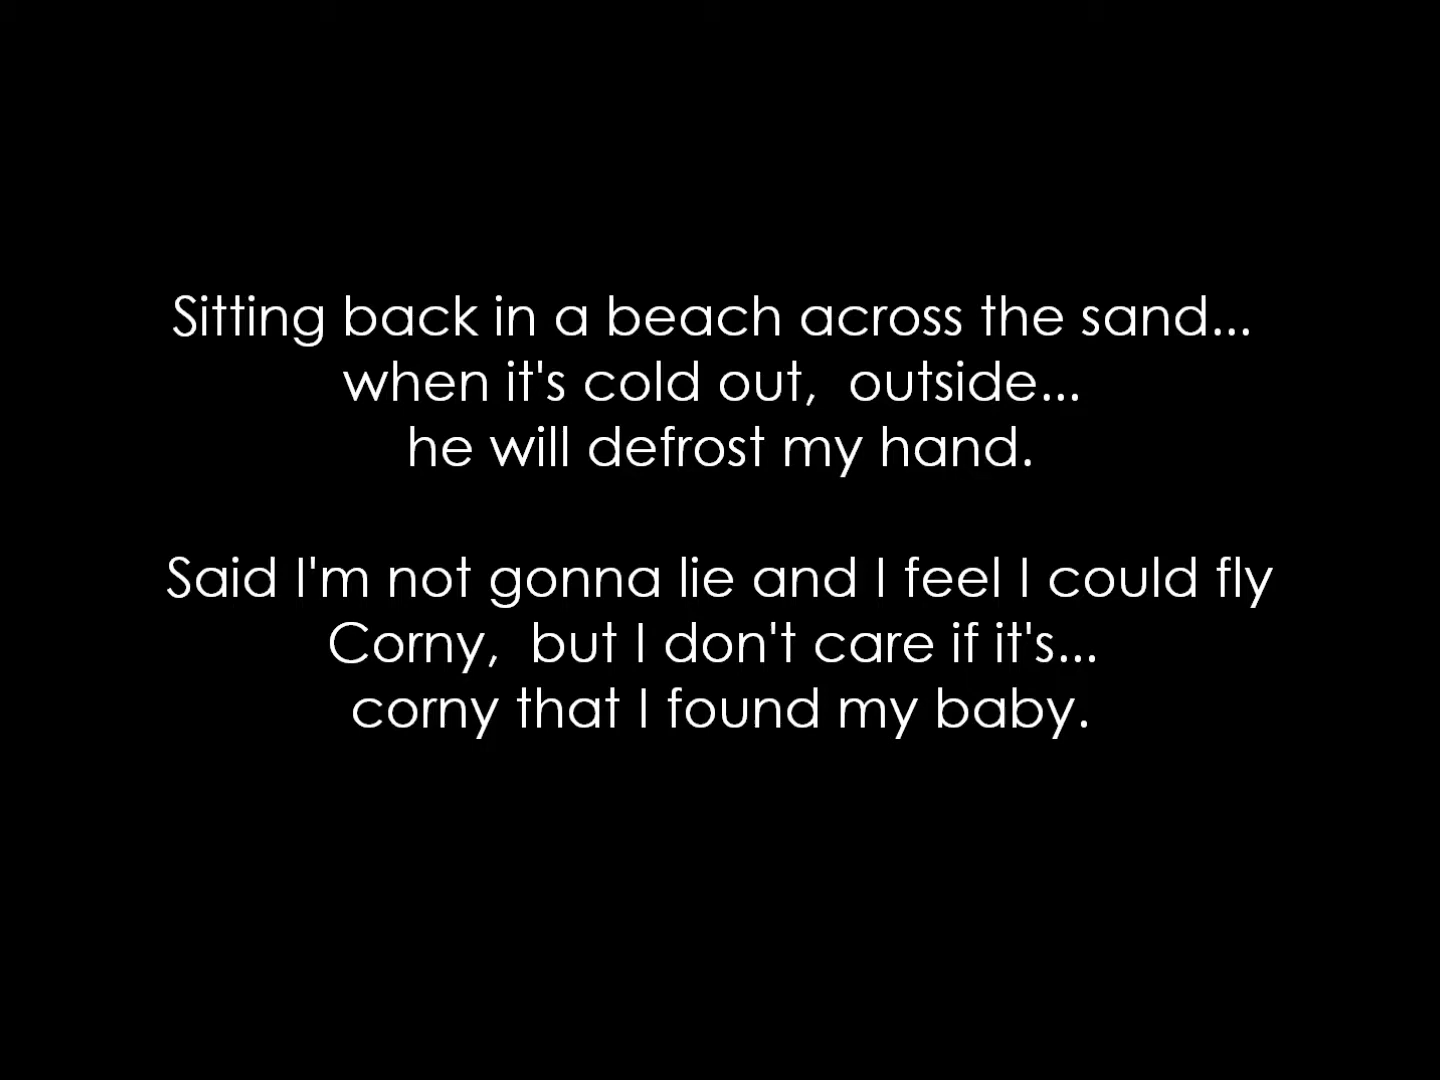 Sitting back in a beach across the sand...
when it's cold out,  outside...
he will defrost my hand.

Said I'm not gonna lie and I feel I could fly
Corny,  but I don't care if it's...
corny that I found my baby.